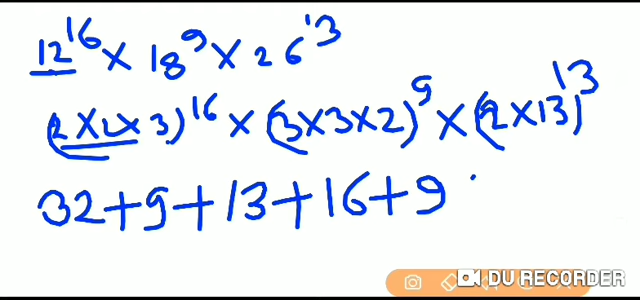 12^16 × 18^9 × 26^13
(2×2×3)^16 × (3×3×2)^9 × (2×13)^13
32+9+13+16+9
DU RECORDER